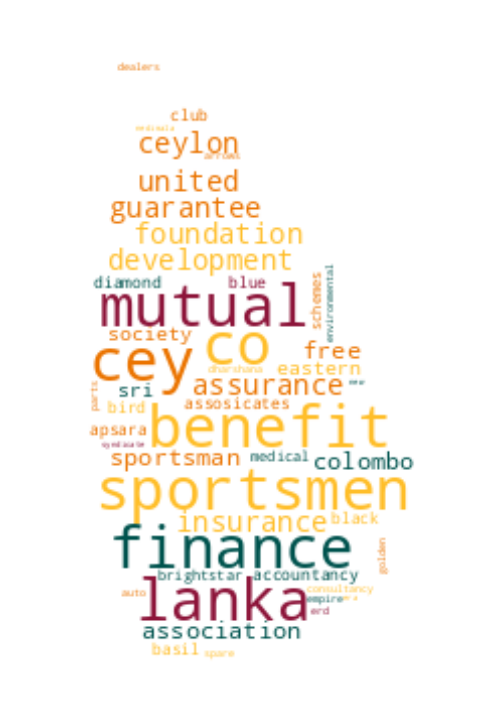 dealers
club
ceylon
arrows
united
guarantee
foundation
development
diamond blue
mutual
schemes
environmental
society
co
free
cey
dharshana
eastern
sri
assurance
parts
bird
assosicates
apsara
benefit
syndicate
sportsman medical colombo
sportsmen
insurance black
finance
golden
brightstar accountancy
auto
lanka
consultancy
empire
erd
association
basil spare